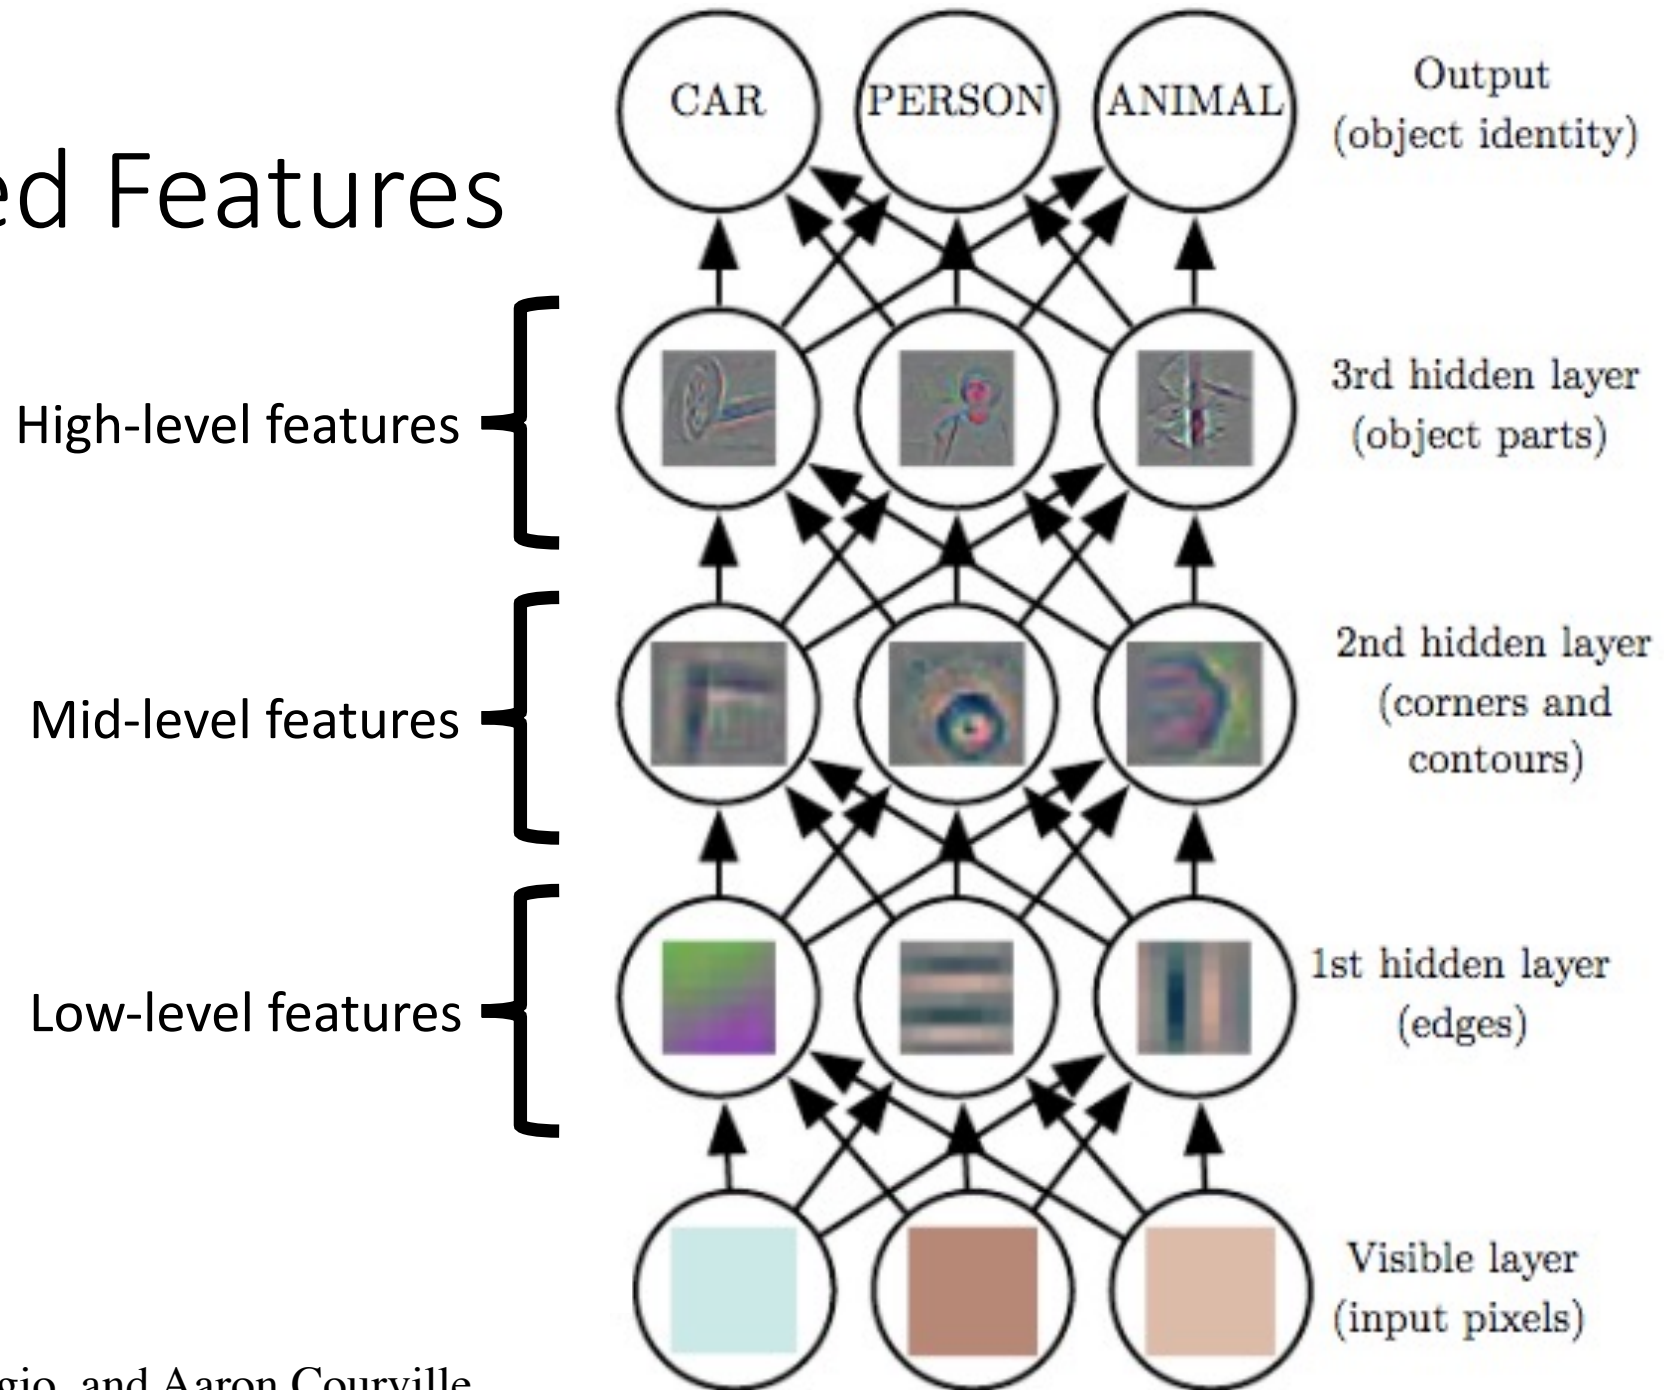 ed Features
High-level features
Mid-level features
Low-level features
CAR
PERSON
ANIMAL
Output
(object identity)
3rd hidden layer
(object parts)
2nd hidden layer
(corners and
contours)
1st hidden layer
(edges)
Visible layer
(input pixels)
gio, and Aaron Courville